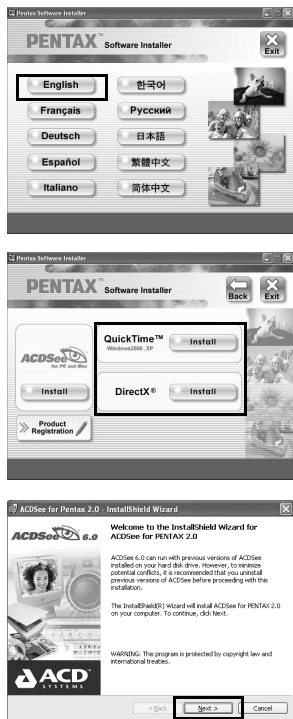 Pentax Software Installer
PENTAX™ Software Installer
Exit
English
한국어
Français
Русский
Deutsch
日本語
Español
繁體中文
Italiano
简体中文
Pentax Software Installer
PENTAX™ Software Installer
Back
Exit
QuickTime™
Windows2000, XP
Install
ACDSee
for PC and Mac
Install
DirectX®
Install
Product
Registration
ACDSee for Pentax 2.0 - InstallShield Wizard
ACDSee 6.0
Welcome to the InstallShield Wizard for
ACDSee for PENTAX 2.0
ACDSee 6.0 can run with previous versions of ACDSee
installed on your hard disk drive. However, to minimize
potential conflicts, it is recommended that you uninstall
previous versions of ACDSee before proceeding with this
installation.
The InstallShield(R) Wizard will install ACDSee for PENTAX 2.0
on your computer. To continue, click Next.
WARNING: This program is protected by copyright law and
international treaties.
ACD
SYSTEMS
< Back
Next >
Cancel